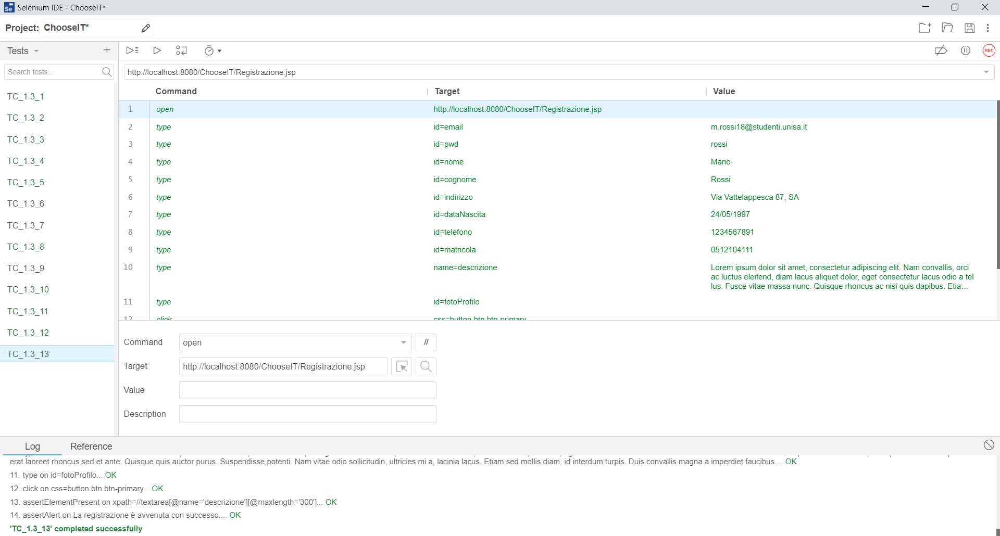 Selenium IDE - ChooseIT*
Project: ChooseIT*
Tests
Search tests...
http://localhost:8080/ChooseIT/Registrazione.jsp
TC_1.3_1
TC_1.3_2
TC_1.3_3
TC_1.3_4
TC_1.3_5
TC_1.3_6
TC_1.3_7
TC_1.3_8
TC_1.3_9
TC_1.3_10
TC_1.3_11
TC_1.3_12
TC_1.3_13
REC
Command Target Value
1 open http://localhost:8080/ChooseIT/Registrazione.jsp
2 type id=email m.rossi18@studenti.unisa.it
3 type id=pwd rossi
4 type id=nome Mario
5 type id=cognome Rossi
6 type id=indirizzo Via Vattelappesca 87, SA
7 type id=dataNascita 24/05/1997
8 type id=telefono 1234567891
9 type id=matricola 0512104111
10 type name=descrizione Lorem ipsum dolor sit amet, consectetur adipiscing elit. Nam convallis, orci
ac luctus eleifend, diam lacus aliquet dolor, eget consectetur lacus odio a tel
lus. Fusce vitae massa nunc. Quisque rhoncus ac nisi quis dapibus. Etia...
11 type id=fotoProfilo
12 click css=button.btn.btn-primary
Command open //
Target http://localhost:8080/ChooseIT/Registrazione.jsp
Value
Description
Log Reference
erat laoreet rhoncus sed et ante. Quisque quis auctor purus. Suspendisse potenti. Nam vitae odio sollicitudin, ultricies mi a, lacinia lacus. Etiam sed mollis diam, id interdum turpis. Duis convallis magna a imperdiet faucibus.... OK
11. type on id=fotoProfilo... OK
12. click on css=button.btn.btn-primary... OK
13. assertElementPresent on xpath=//textarea[@name='descrizione'][@maxlength='300']... OK
14. assertAlert on La registrazione è avvenuta con successo.... OK
'TC_1.3_13' completed successfully